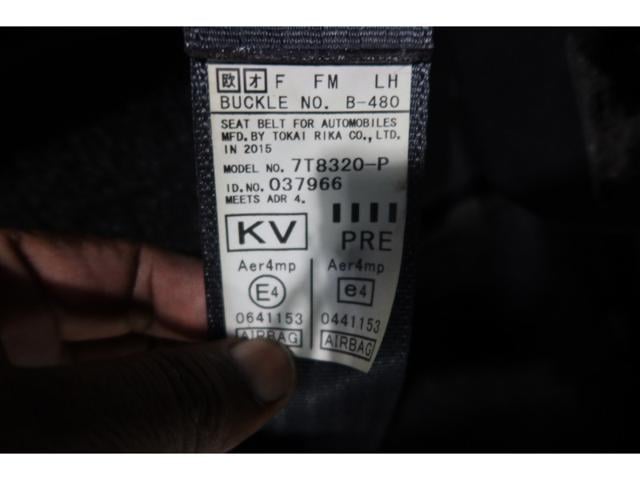 欧 オ F FM LH
BUCKLE NO. B-480
SEAT BELT FOR AUTOMOBILES
MFD. BY TOKAI RIKA CO., LTD.
IN 2015
MODEL NO. 7T8320-P
ID. NO. 037966
MEETS ADR 4.
KV PRE
Aer4mp Aer4mp
E4 e4
0641153 0441153
AIRBAG AIRBAG